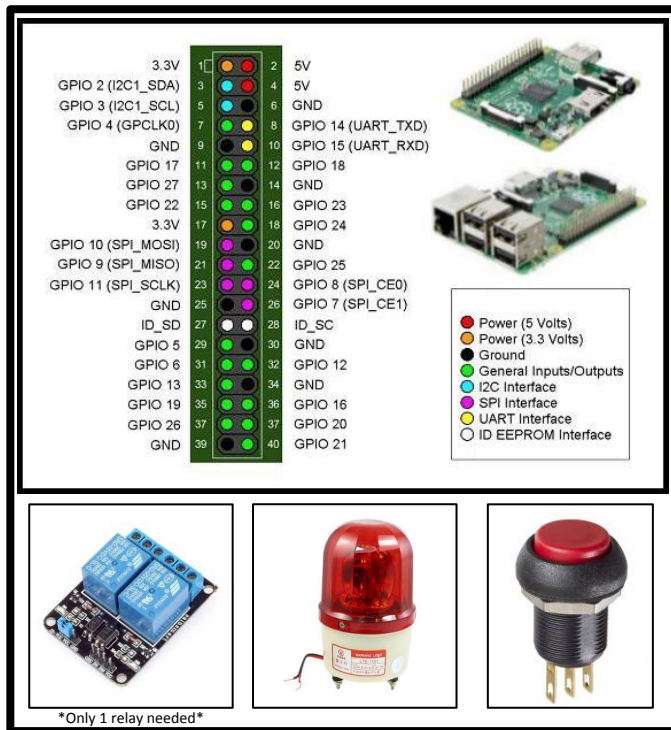 3.3V 1 2 5V
GPIO 2 (I2C1_SDA) 3 4 5V
GPIO 3 (I2C1_SCL) 5 6 GND
GPIO 4 (GPCLK0) 7 8 GPIO 14 (UART_TXD)
GND 9 10 GPIO 15 (UART_RXD)
GPIO 17 11 12 GPIO 18
GPIO 27 13 14 GND
GPIO 22 15 16 GPIO 23
3.3V 17 18 GPIO 24
GPIO 10 (SPI_MOSI) 19 20 GND
GPIO 9 (SPI_MISO) 21 22 GPIO 25
GPIO 11 (SPI_SCLK) 23 24 GPIO 8 (SPI_CE0)
GND 25 26 GPIO 7 (SPI_CE1)
ID_SD 27 28 ID_SC
GPIO 5 29 30 GND
GPIO 6 31 32 GPIO 12
GPIO 13 33 34 GND
GPIO 19 35 36 GPIO 16
GPIO 26 37 37 GPIO 20
GND 39 40 GPIO 21
Power (5 Volts)
Power (3.3 Volts)
Ground
General Inputs/Outputs
I2C Interface
SPI Interface
UART Interface
ID EEPROM Interface
WARNING LIGHT
*Only 1 relay needed*